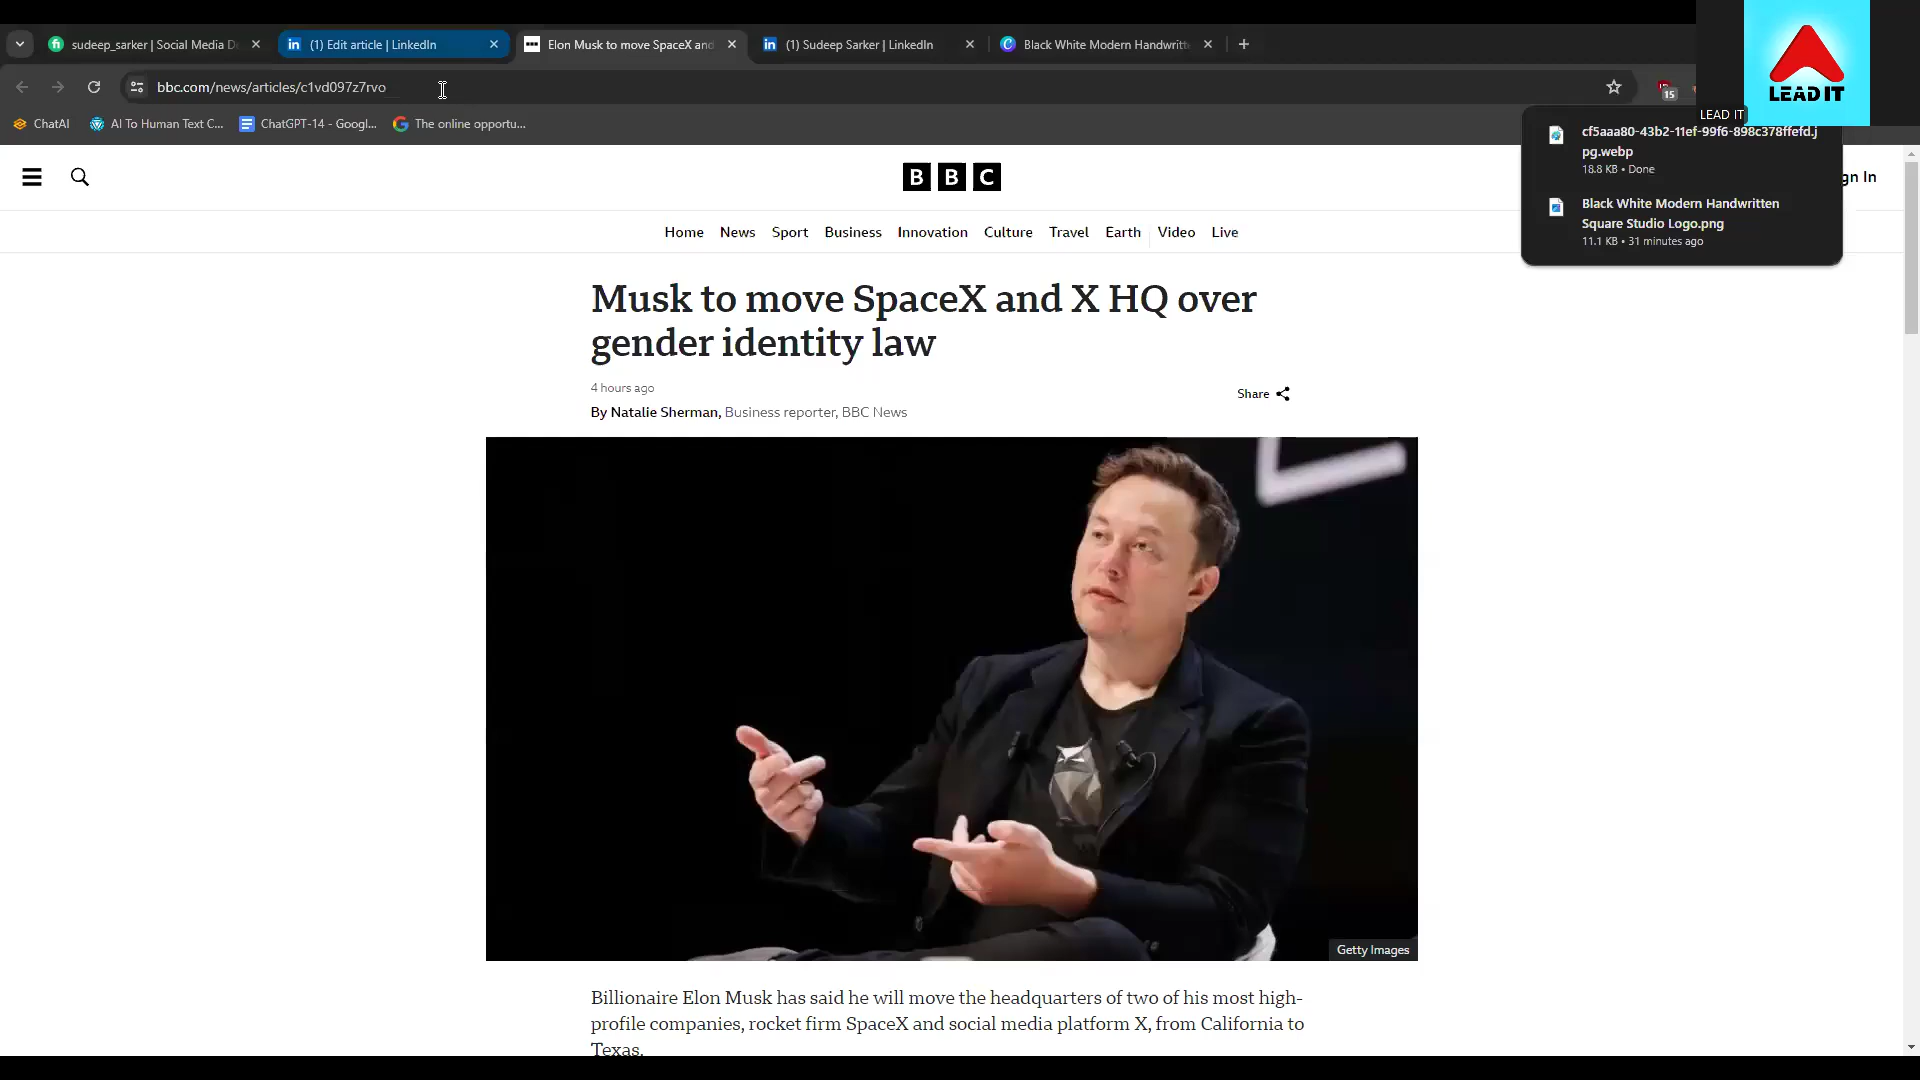 sudeep_sarker | Social Media D
(1) Edit article | LinkedIn
Elon Musk to move SpaceX and
(1) Sudeep Sarker | LinkedIn
Black White Modern Handwritt
bbc.com/news/articles/c1vd097z7rvo
15
LEAD IT
LEAD IT
ChatAI
AI To Human Text C...
ChatGPT-14 - Googl...
The online opportu...
cf5aaa80-43b2-11ef-99f6-898c378ffefd.j
pg.webp
18.8 KB • Done
Black White Modern Handwritten
Square Studio Logo.png
11.1 KB • 31 minutes ago
BBC
gn In
Home
News
Sport
Business
Innovation
Culture
Travel
Earth
Video
Live
Musk to move SpaceX and X HQ over
gender identity law
4 hours ago
Share
By Natalie Sherman, Business reporter, BBC News
Getty Images
Billionaire Elon Musk has said he will move the headquarters of two of his most high-
profile companies, rocket firm SpaceX and social media platform X, from California to
Texas.